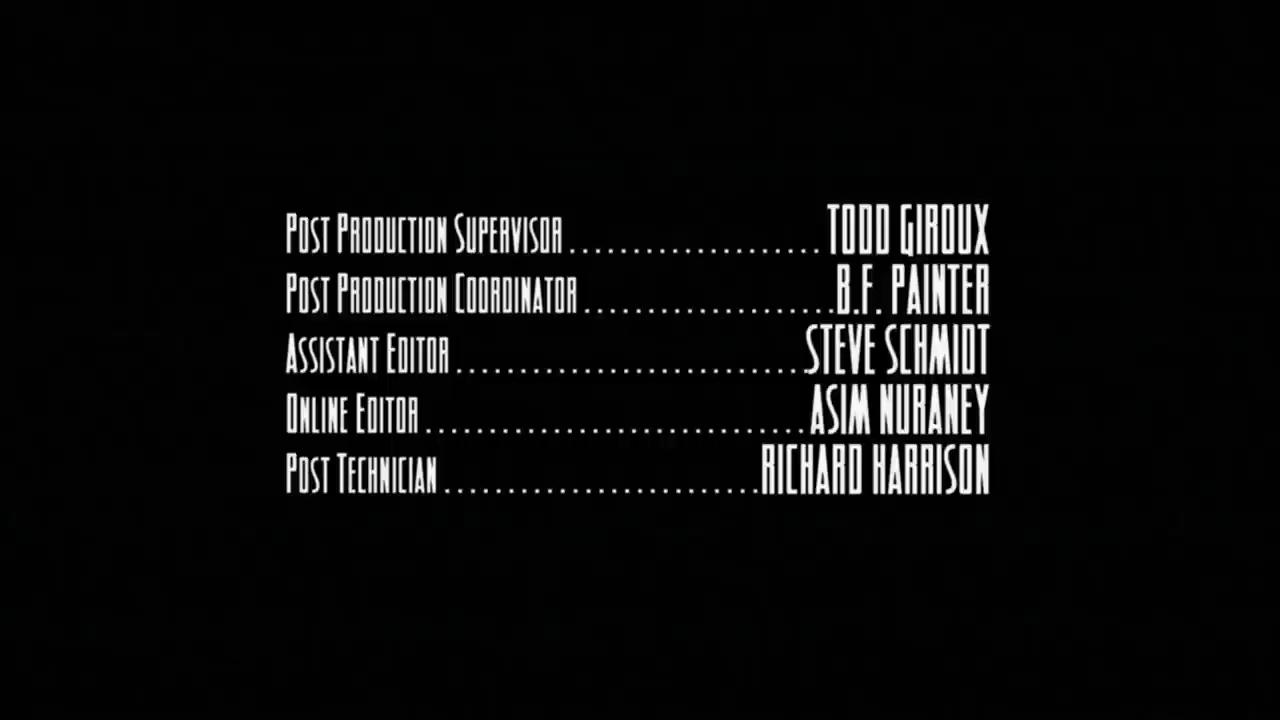 Post Production Supervisor ........................ TODD GIROUX
Post Production Coordinator ........................ B.F. PAINTER
Assistant Editor ................................. STEVE SCHMIDT
Online Editor .................................... ASIM NURANEY
Post Technician .............................. RICHARD HARRISON